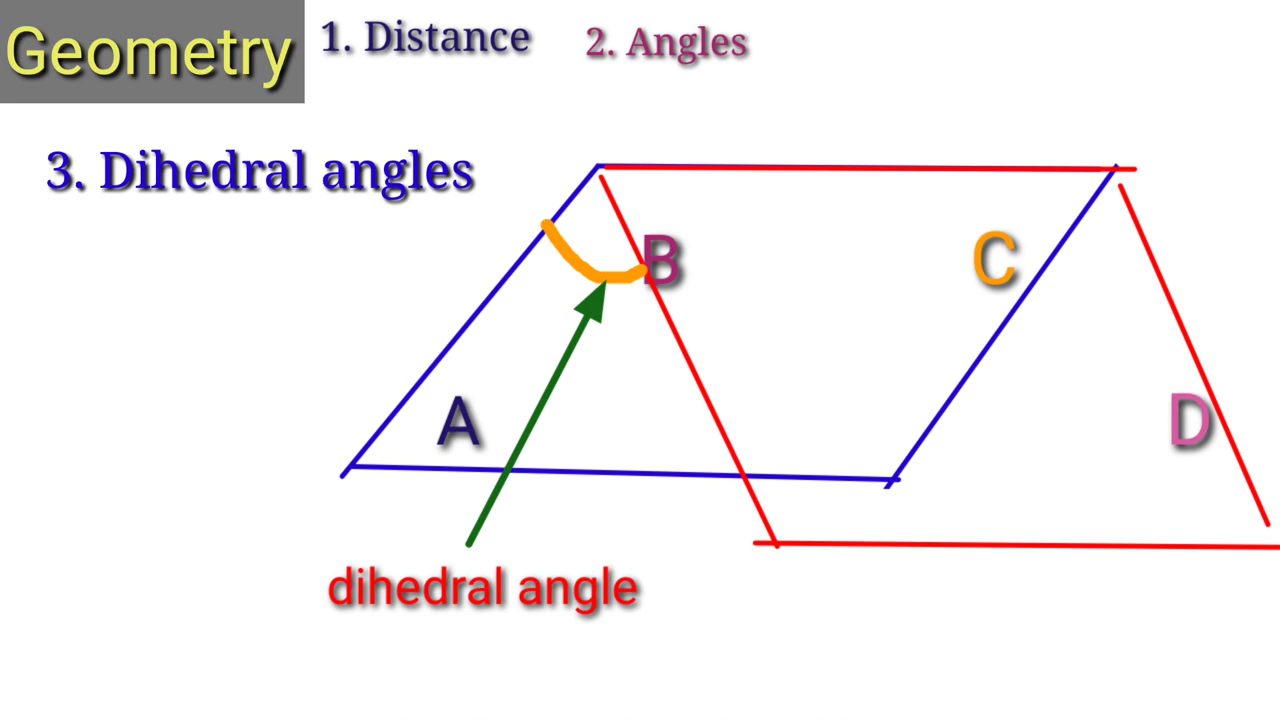 Geometry
1. Distance
2. Angles
3. Dihedral angles
B
C
A
D
dihedral angle